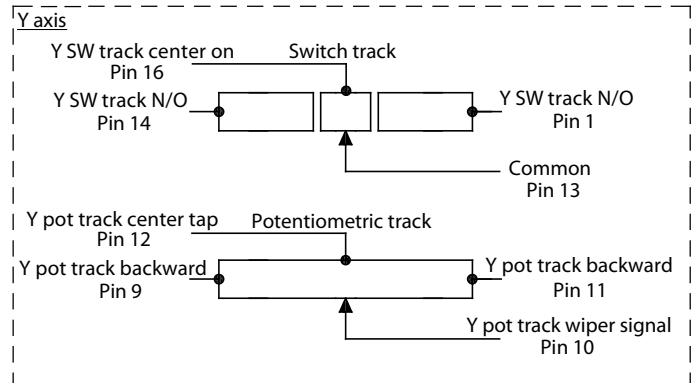 Y axis
Y SW track center on
Pin 16
Switch track
Y SW track N/O
Pin 14
Y SW track N/O
Pin 1
Common
Pin 13
Y pot track center tap
Pin 12
Potentiometric track
Y pot track backward
Pin 9
Y pot track backward
Pin 11
Y pot track wiper signal
Pin 10